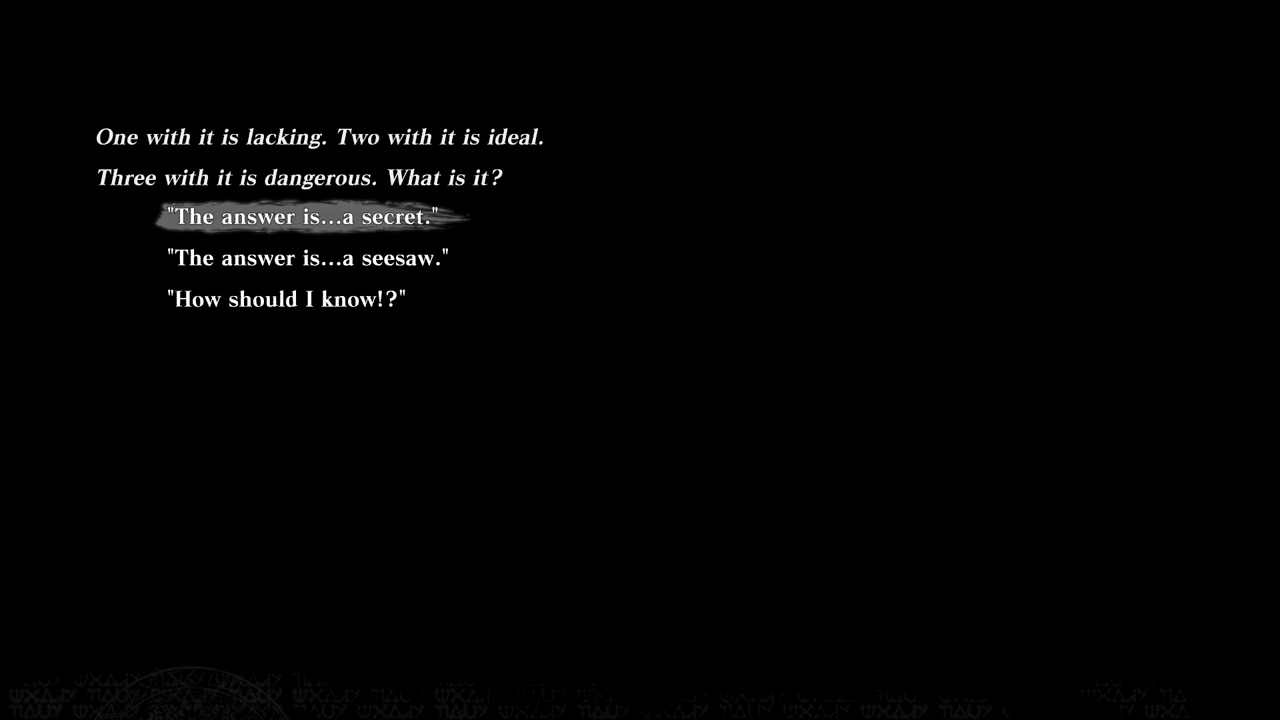 One with it is lacking. Two with it is ideal.
Three with it is dangerous. What is it?
"The answer is...a secret."
"The answer is...a seesaw."
"How should I know!?"